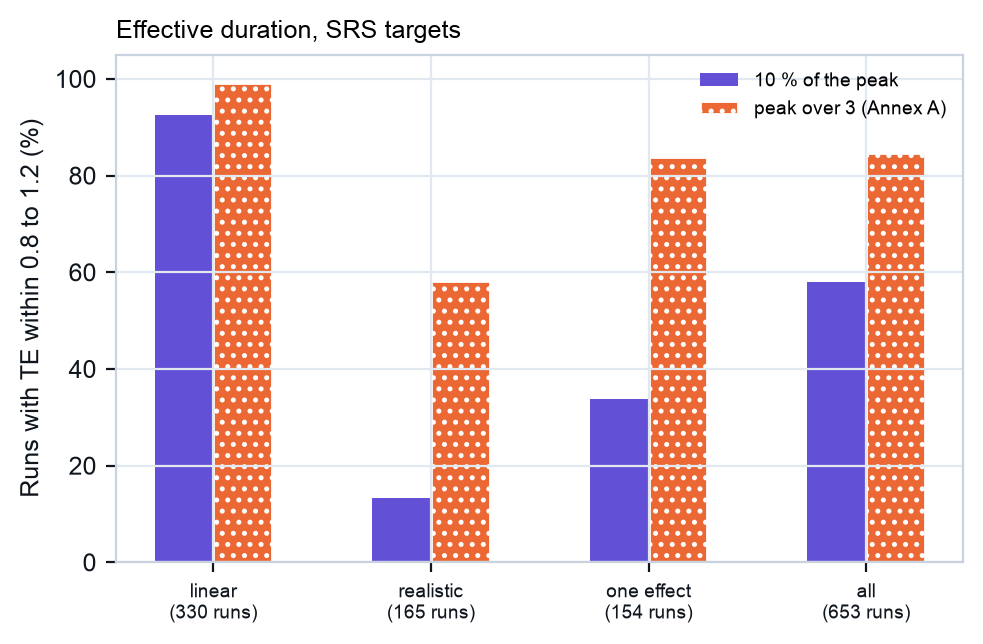 Effective duration, SRS targets
10 % of the peak
peak over 3 (Annex A)
Runs with TE within 0.8 to 1.2 (%)
100
80
60
40
20
0
linear
(330 runs)
realistic
(165 runs)
one effect
(154 runs)
all
(653 runs)